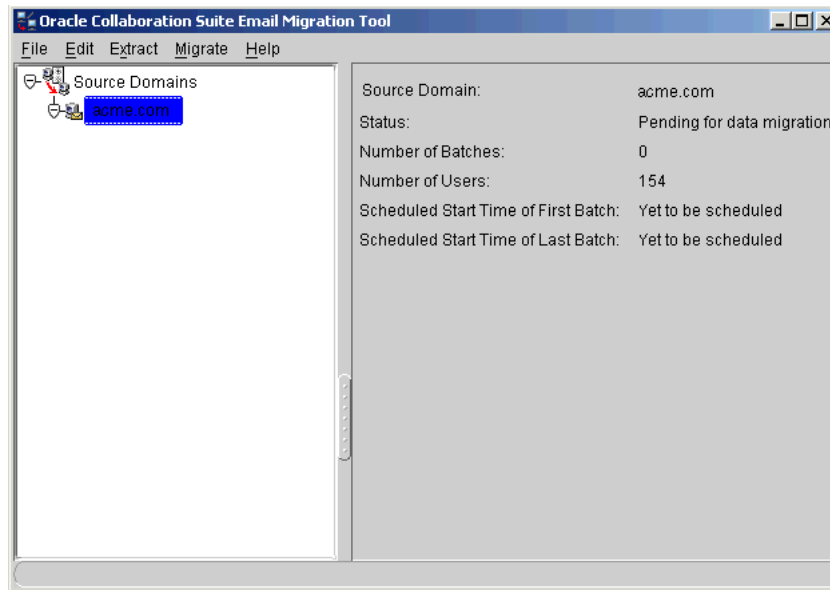 Oracle Collaboration Suite Email Migration Tool
File Edit Extract Migrate Help
Source Domains
acme.com
Source Domain: acme.com
Status: Pending for data migration
Number of Batches: 0
Number of Users: 154
Scheduled Start Time of First Batch: Yet to be scheduled
Scheduled Start Time of Last Batch: Yet to be scheduled